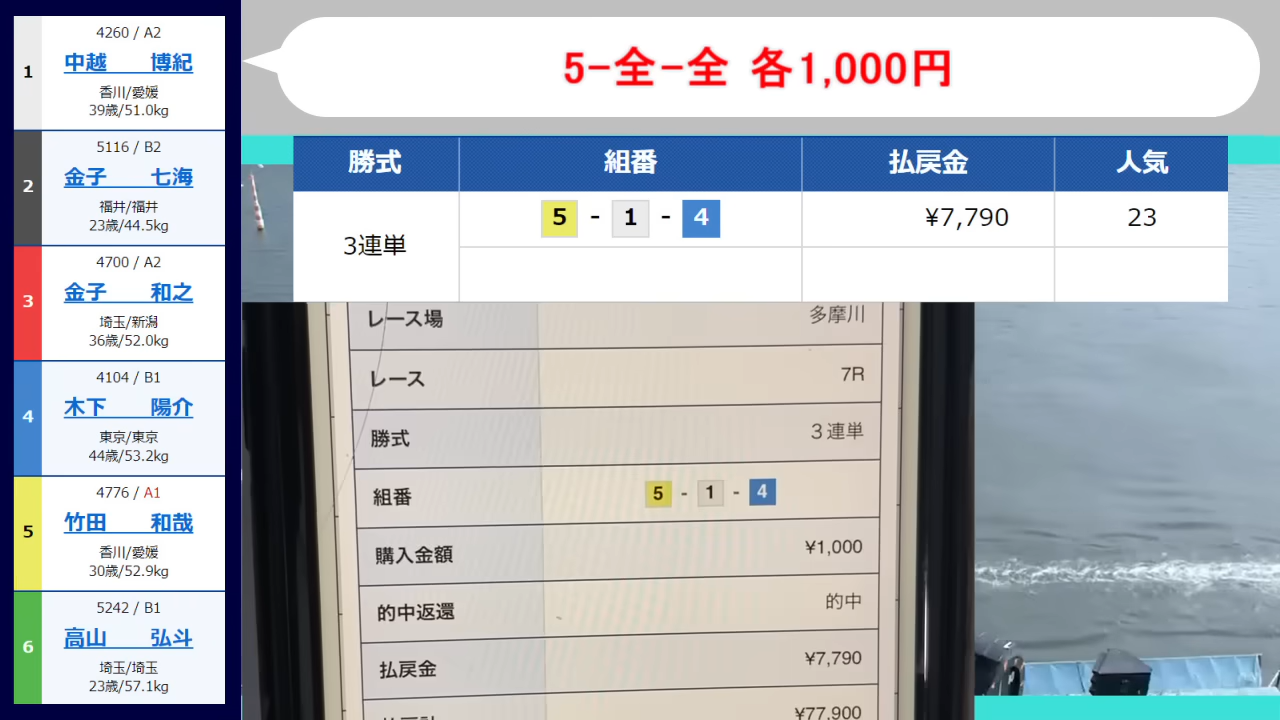 1
4260 / A2
中越 博紀
香川/愛媛
39歳/51.0kg
2
5116 / B2
金子 七海
福井/福井
23歳/44.5kg
3
4700 / A2
金子 和之
埼玉/新潟
36歳/52.0kg
4
4104 / B1
木下 陽介
東京/東京
44歳/53.2kg
5
4776 / A1
竹田 和哉
香川/愛媛
30歳/52.9kg
6
5242 / B1
高山 弘斗
埼玉/埼玉
23歳/57.1kg
5-全-全 各1,000円
勝式 組番 払戻金 人気
3連単 5 - 1 - 4 ¥7,790 23
レース場 多摩川
レース 7R
勝式 3連単
組番 5 - 1 - 4
購入金額 ¥1,000
的中返還 的中
払戻金 ¥7,790
¥77,900